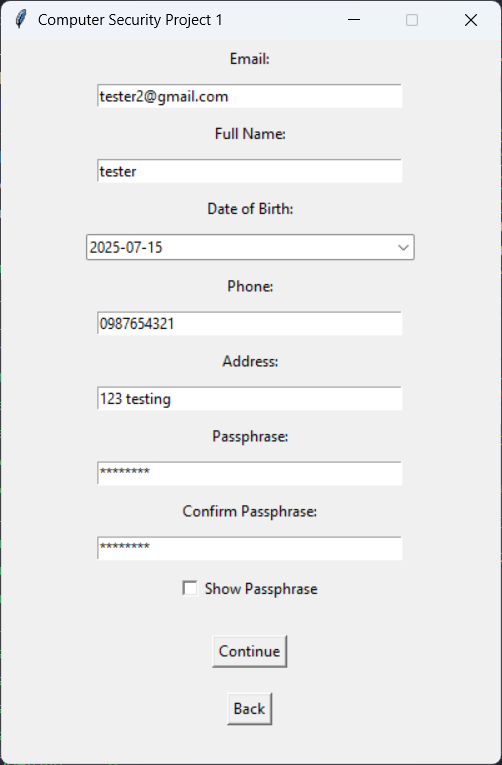 Computer Security Project 1
Email:
tester2@gmail.com
Full Name:
tester
Date of Birth:
2025-07-15
Phone:
0987654321
Address:
123 testing
Passphrase:
********
Confirm Passphrase:
********
Show Passphrase
Continue
Back